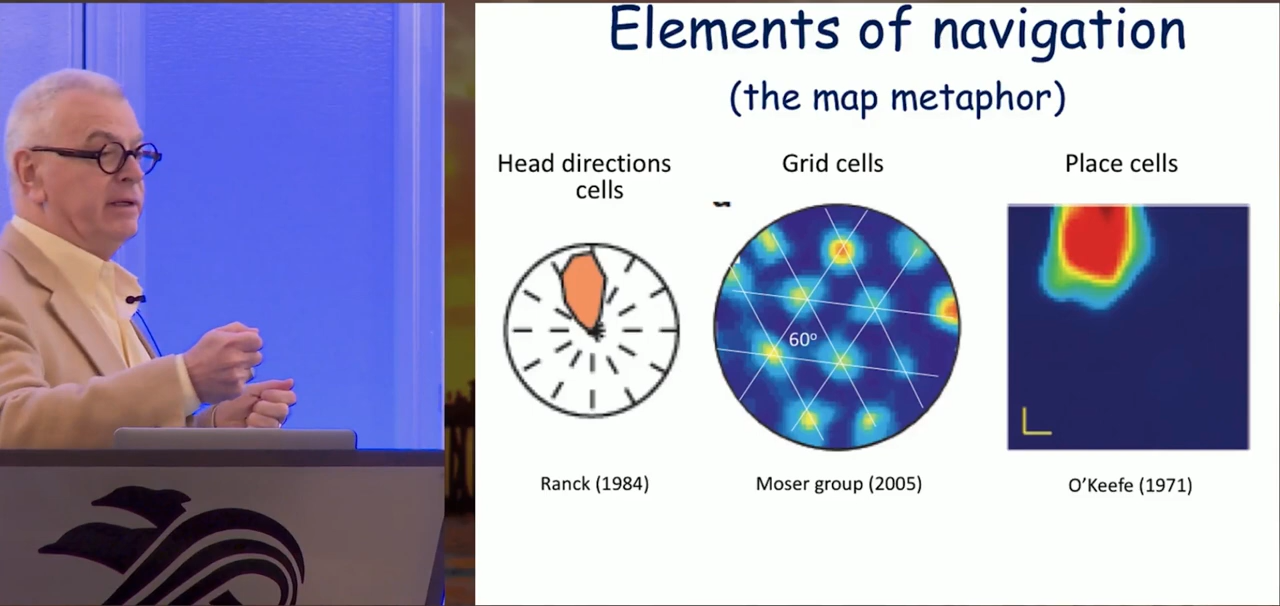 Elements of navigation
(the map metaphor)
Head directions
cells
Grid cells
Place cells
60°
Ranck (1984)
Moser group (2005)
O'Keefe (1971)